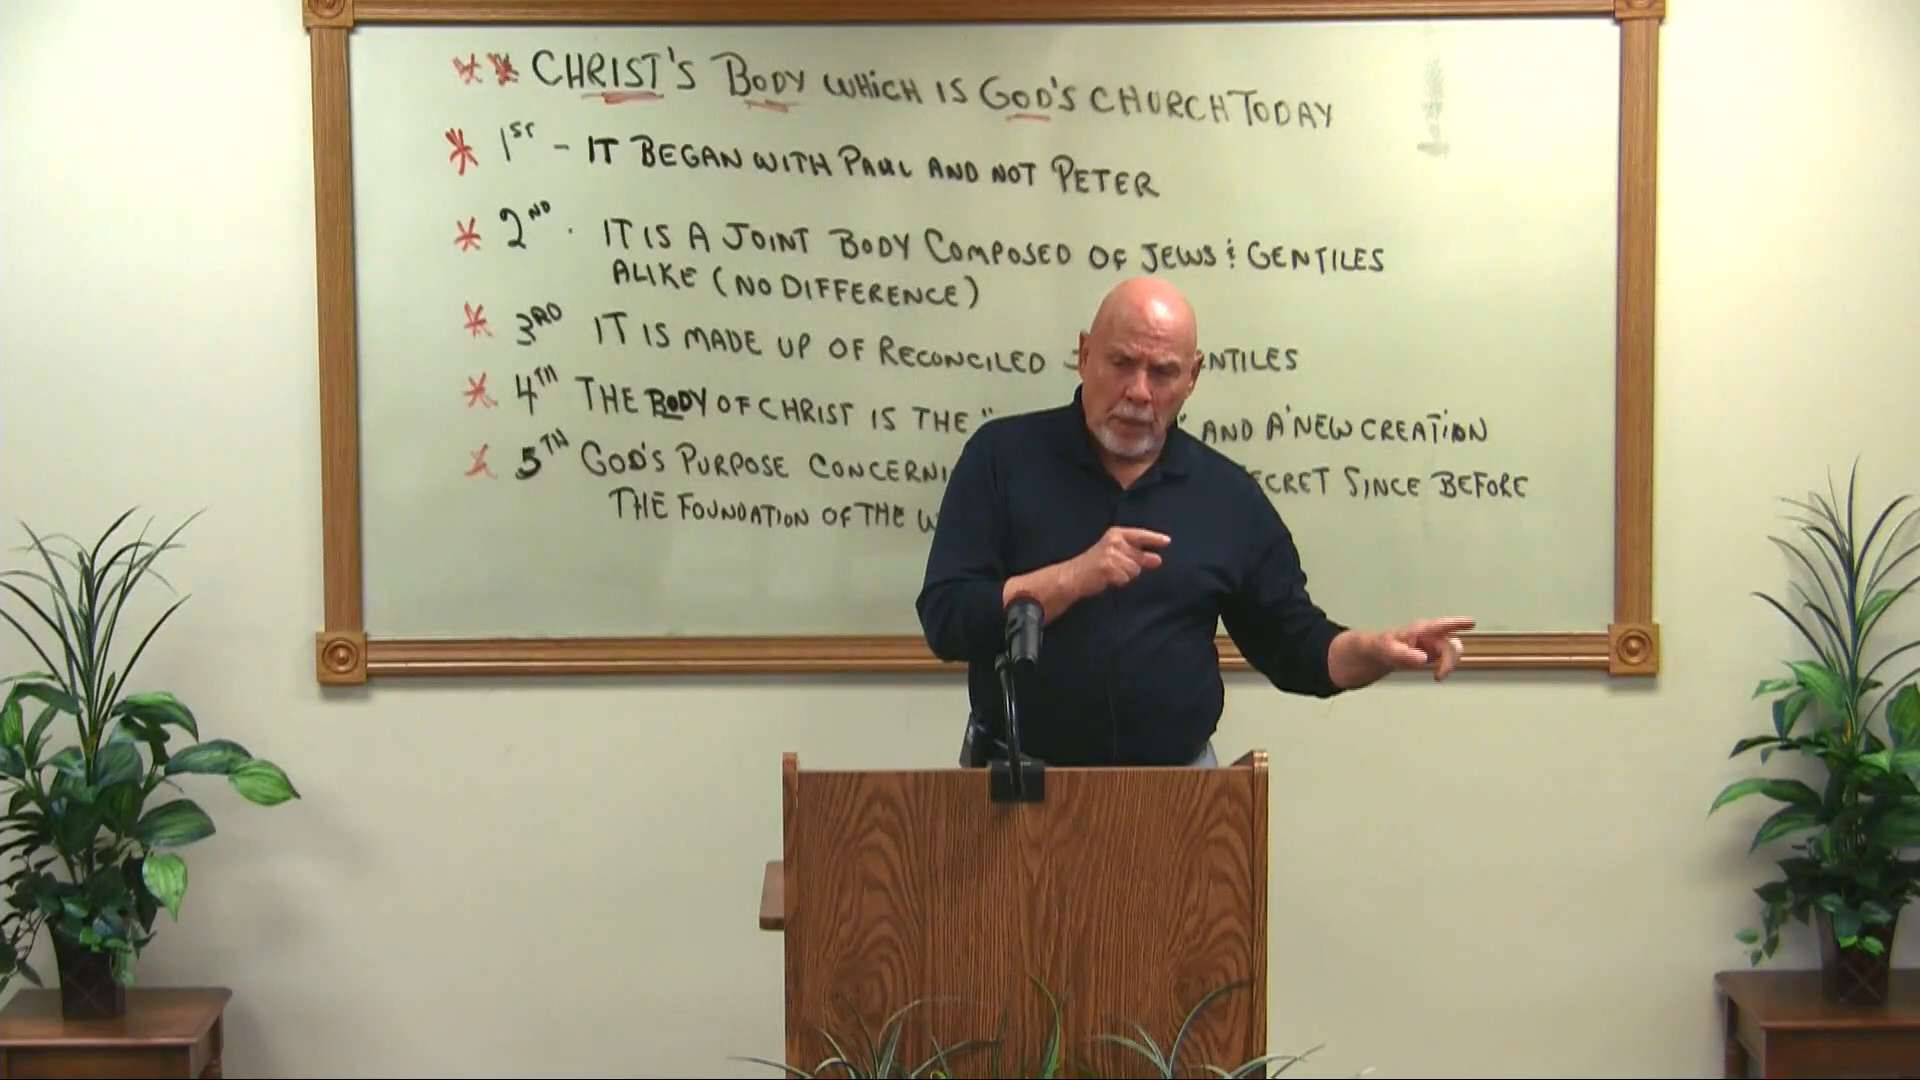 ** CHRIST'S BODY WHICH IS GOD'S CHURCH TODAY
* 1ST - IT BEGAN WITH PAUL AND NOT PETER
* 2ND. IT IS A JOINT BODY COMPOSED OF JEWS & GENTILES
ALIKE (NO DIFFERENCE)
* 3RD IT IS MADE UP OF RECONCILED NTILES
* 4TH THE BODY OF CHRIST IS THE " " AND A NEW CREATION
* 5TH GOD'S PURPOSE CONCERNI ECRET SINCE BEFORE
THE FOUNDATION OF THE W